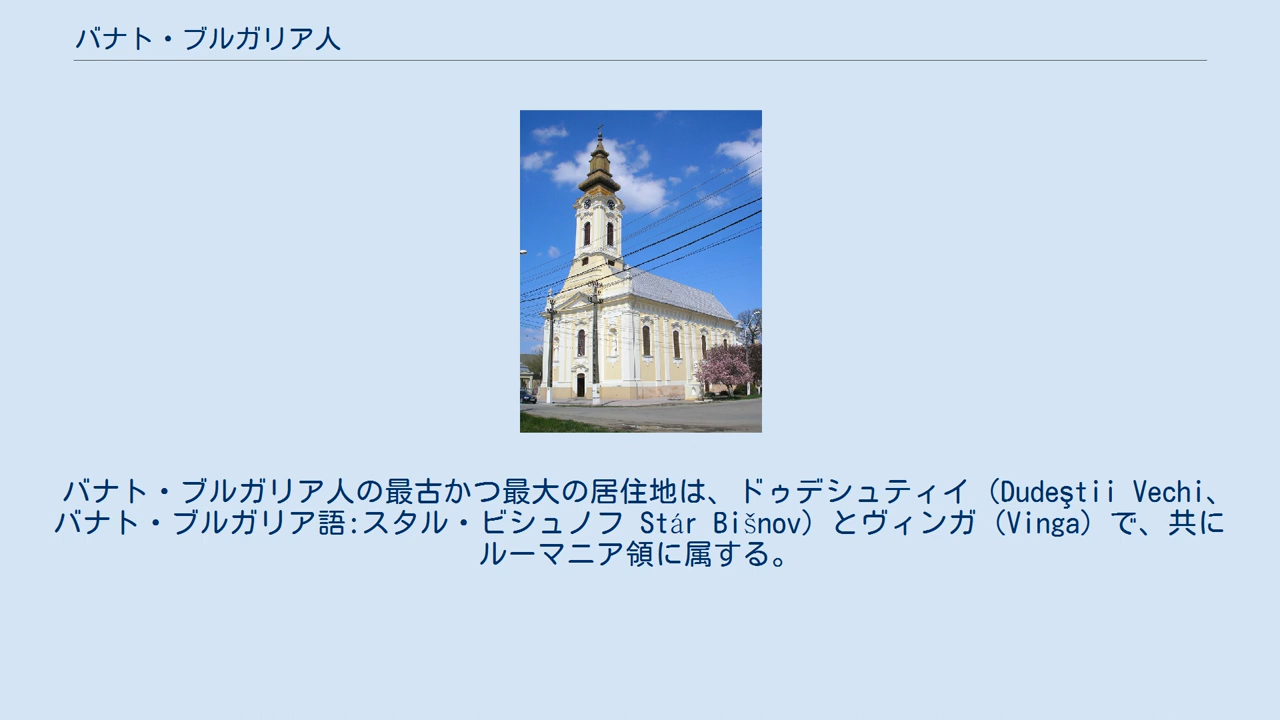 バナト・ブルガリア人
バナト・ブルガリア人の最古かつ最大の居住地は、ドゥデシュティイ（Dudeştii Vechi、
バナト・ブルガリア語:スタル・ビシュノフ Stár Bišnov）とヴィンガ（Vinga）で、共に
ルーマニア領に属する。